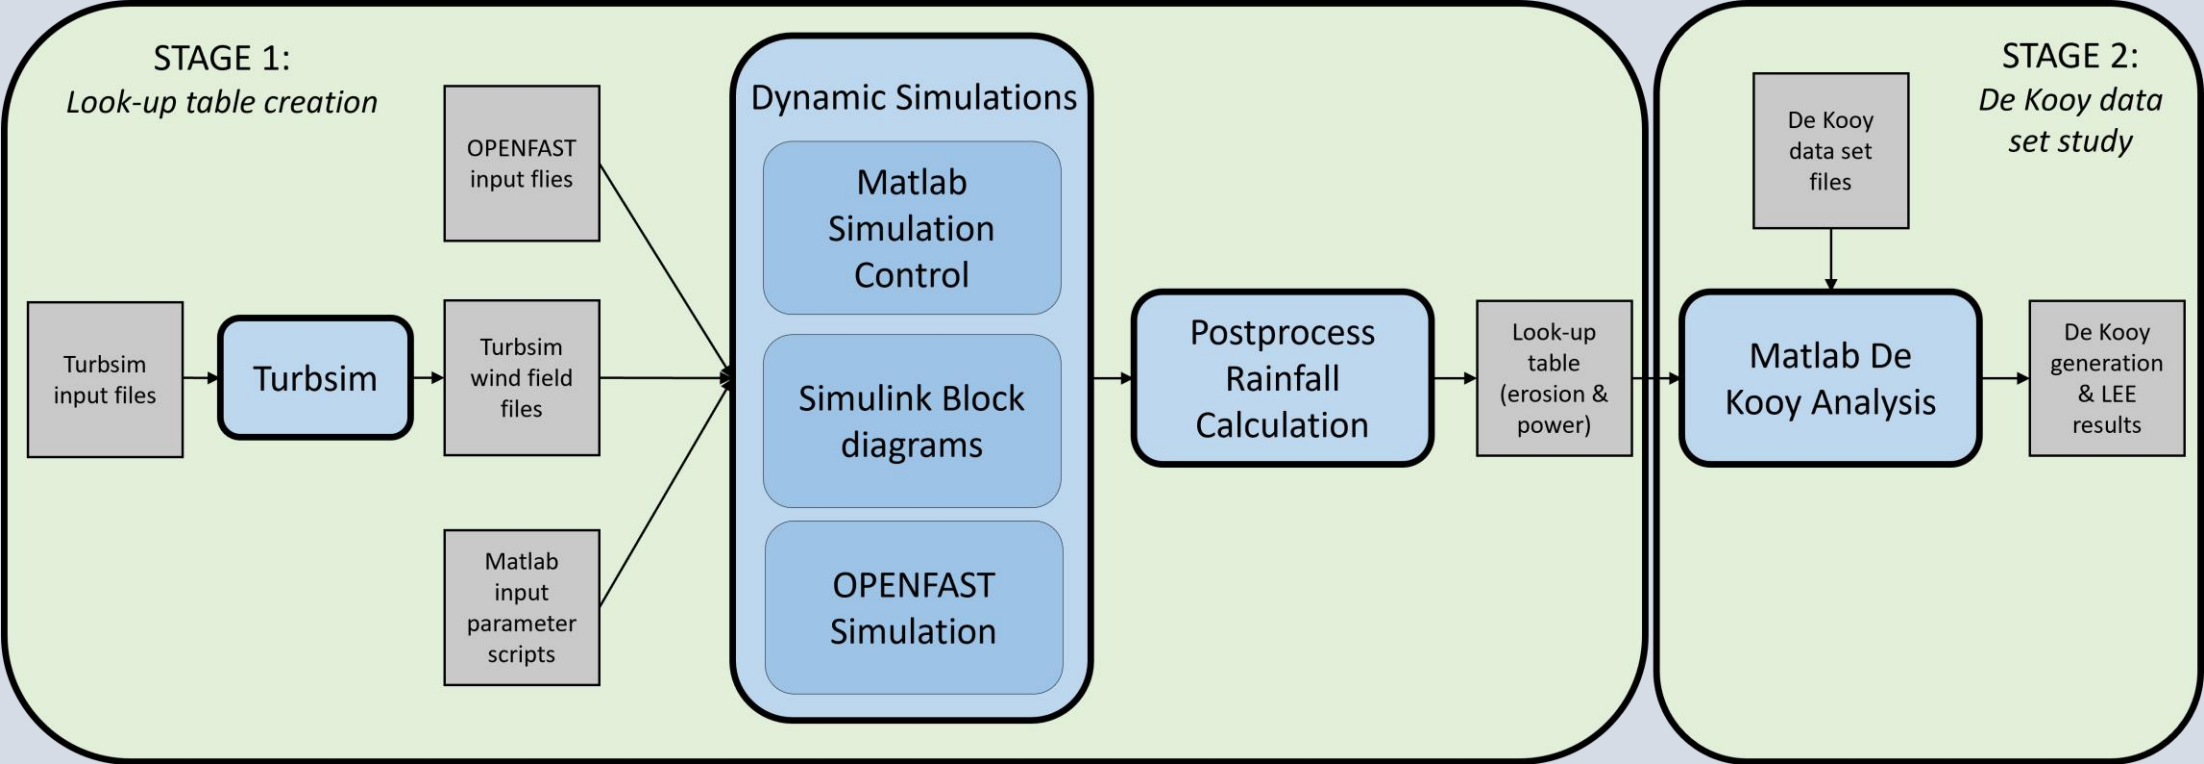 STAGE 1:
Look-up table creation
OPENFAST
input flies
Turbsim
input files
Turbsim
Turbsim
wind field
files
Matlab
input
parameter
scripts
Dynamic Simulations
Matlab
Simulation
Control
Simulink Block
diagrams
OPENFAST
Simulation
Postprocess
Rainfall
Calculation
Look-up
table
(erosion &
power)
STAGE 2:
De Kooy data
set study
De Kooy
data set
files
Matlab De
Kooy Analysis
De Kooy
generation
& LEE
results